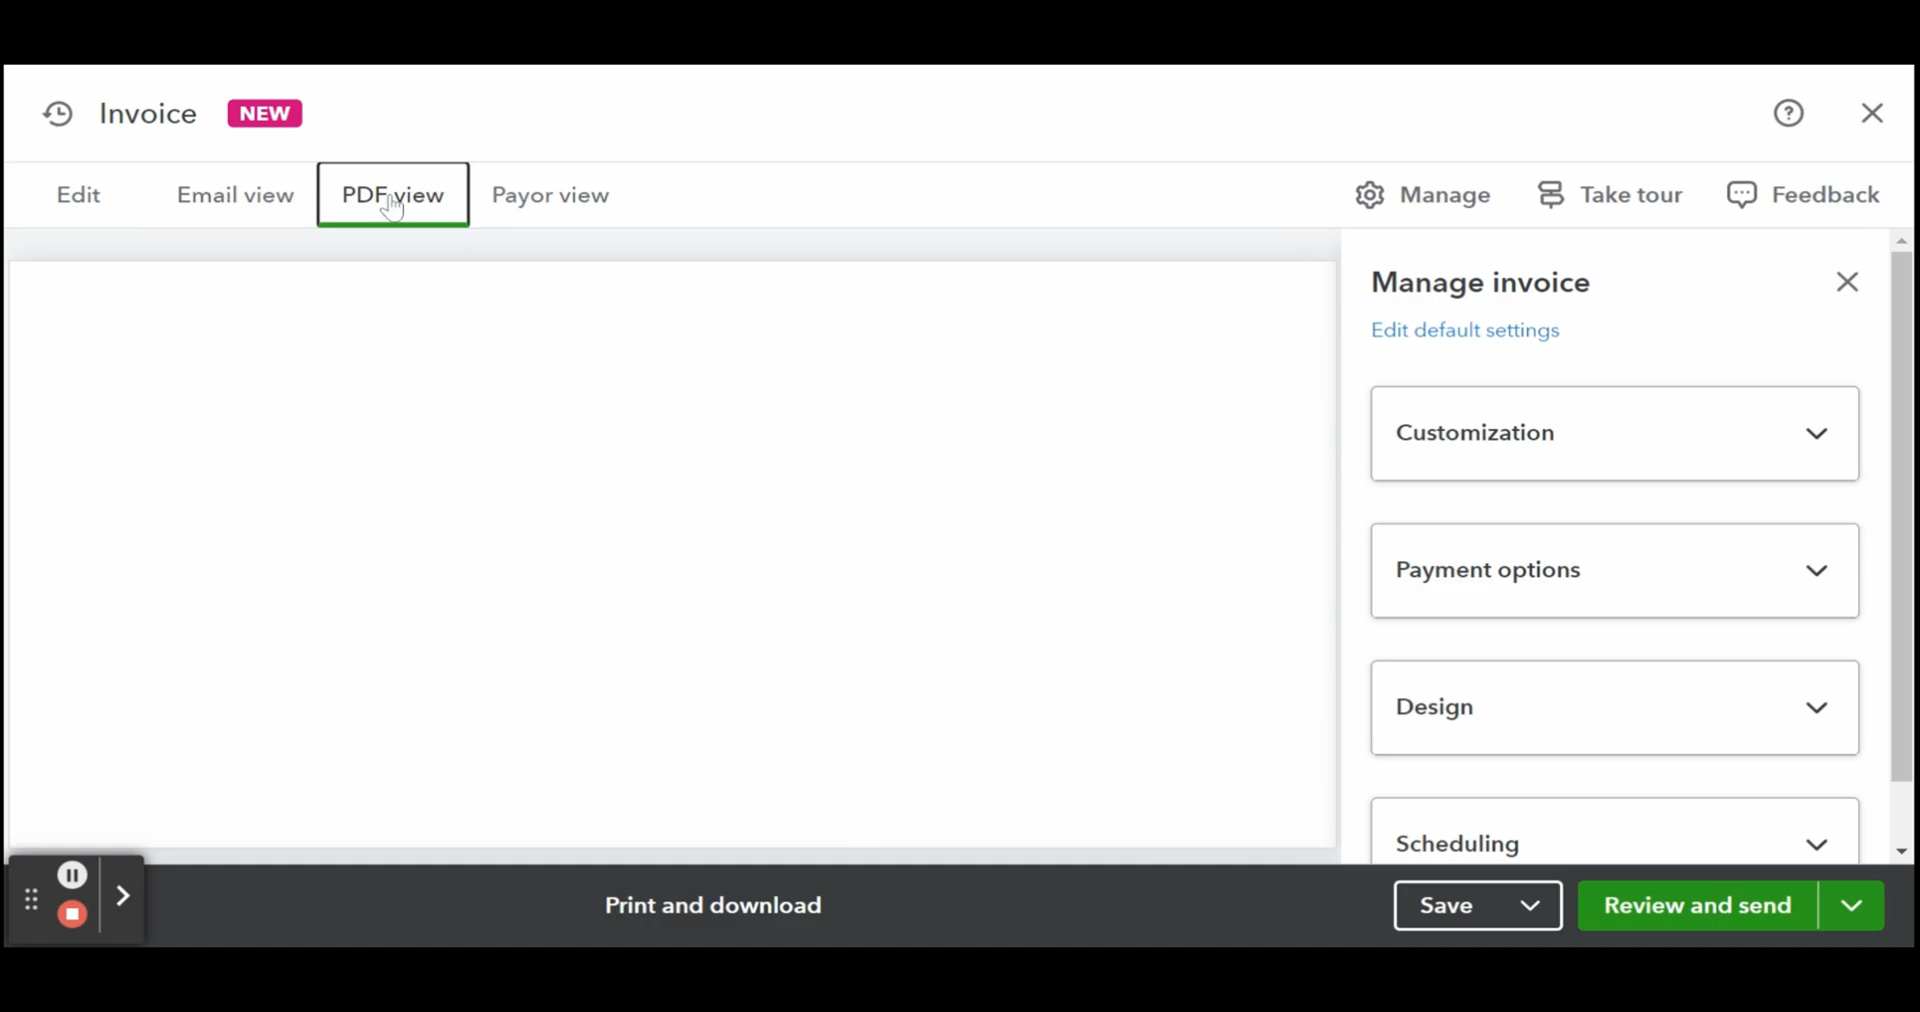 Invoice NEW
Edit Email view PDF view Payor view Manage Take tour Feedback
Manage invoice
Edit default settings
Customization
Payment options
Design
Scheduling
Print and download Save Review and send